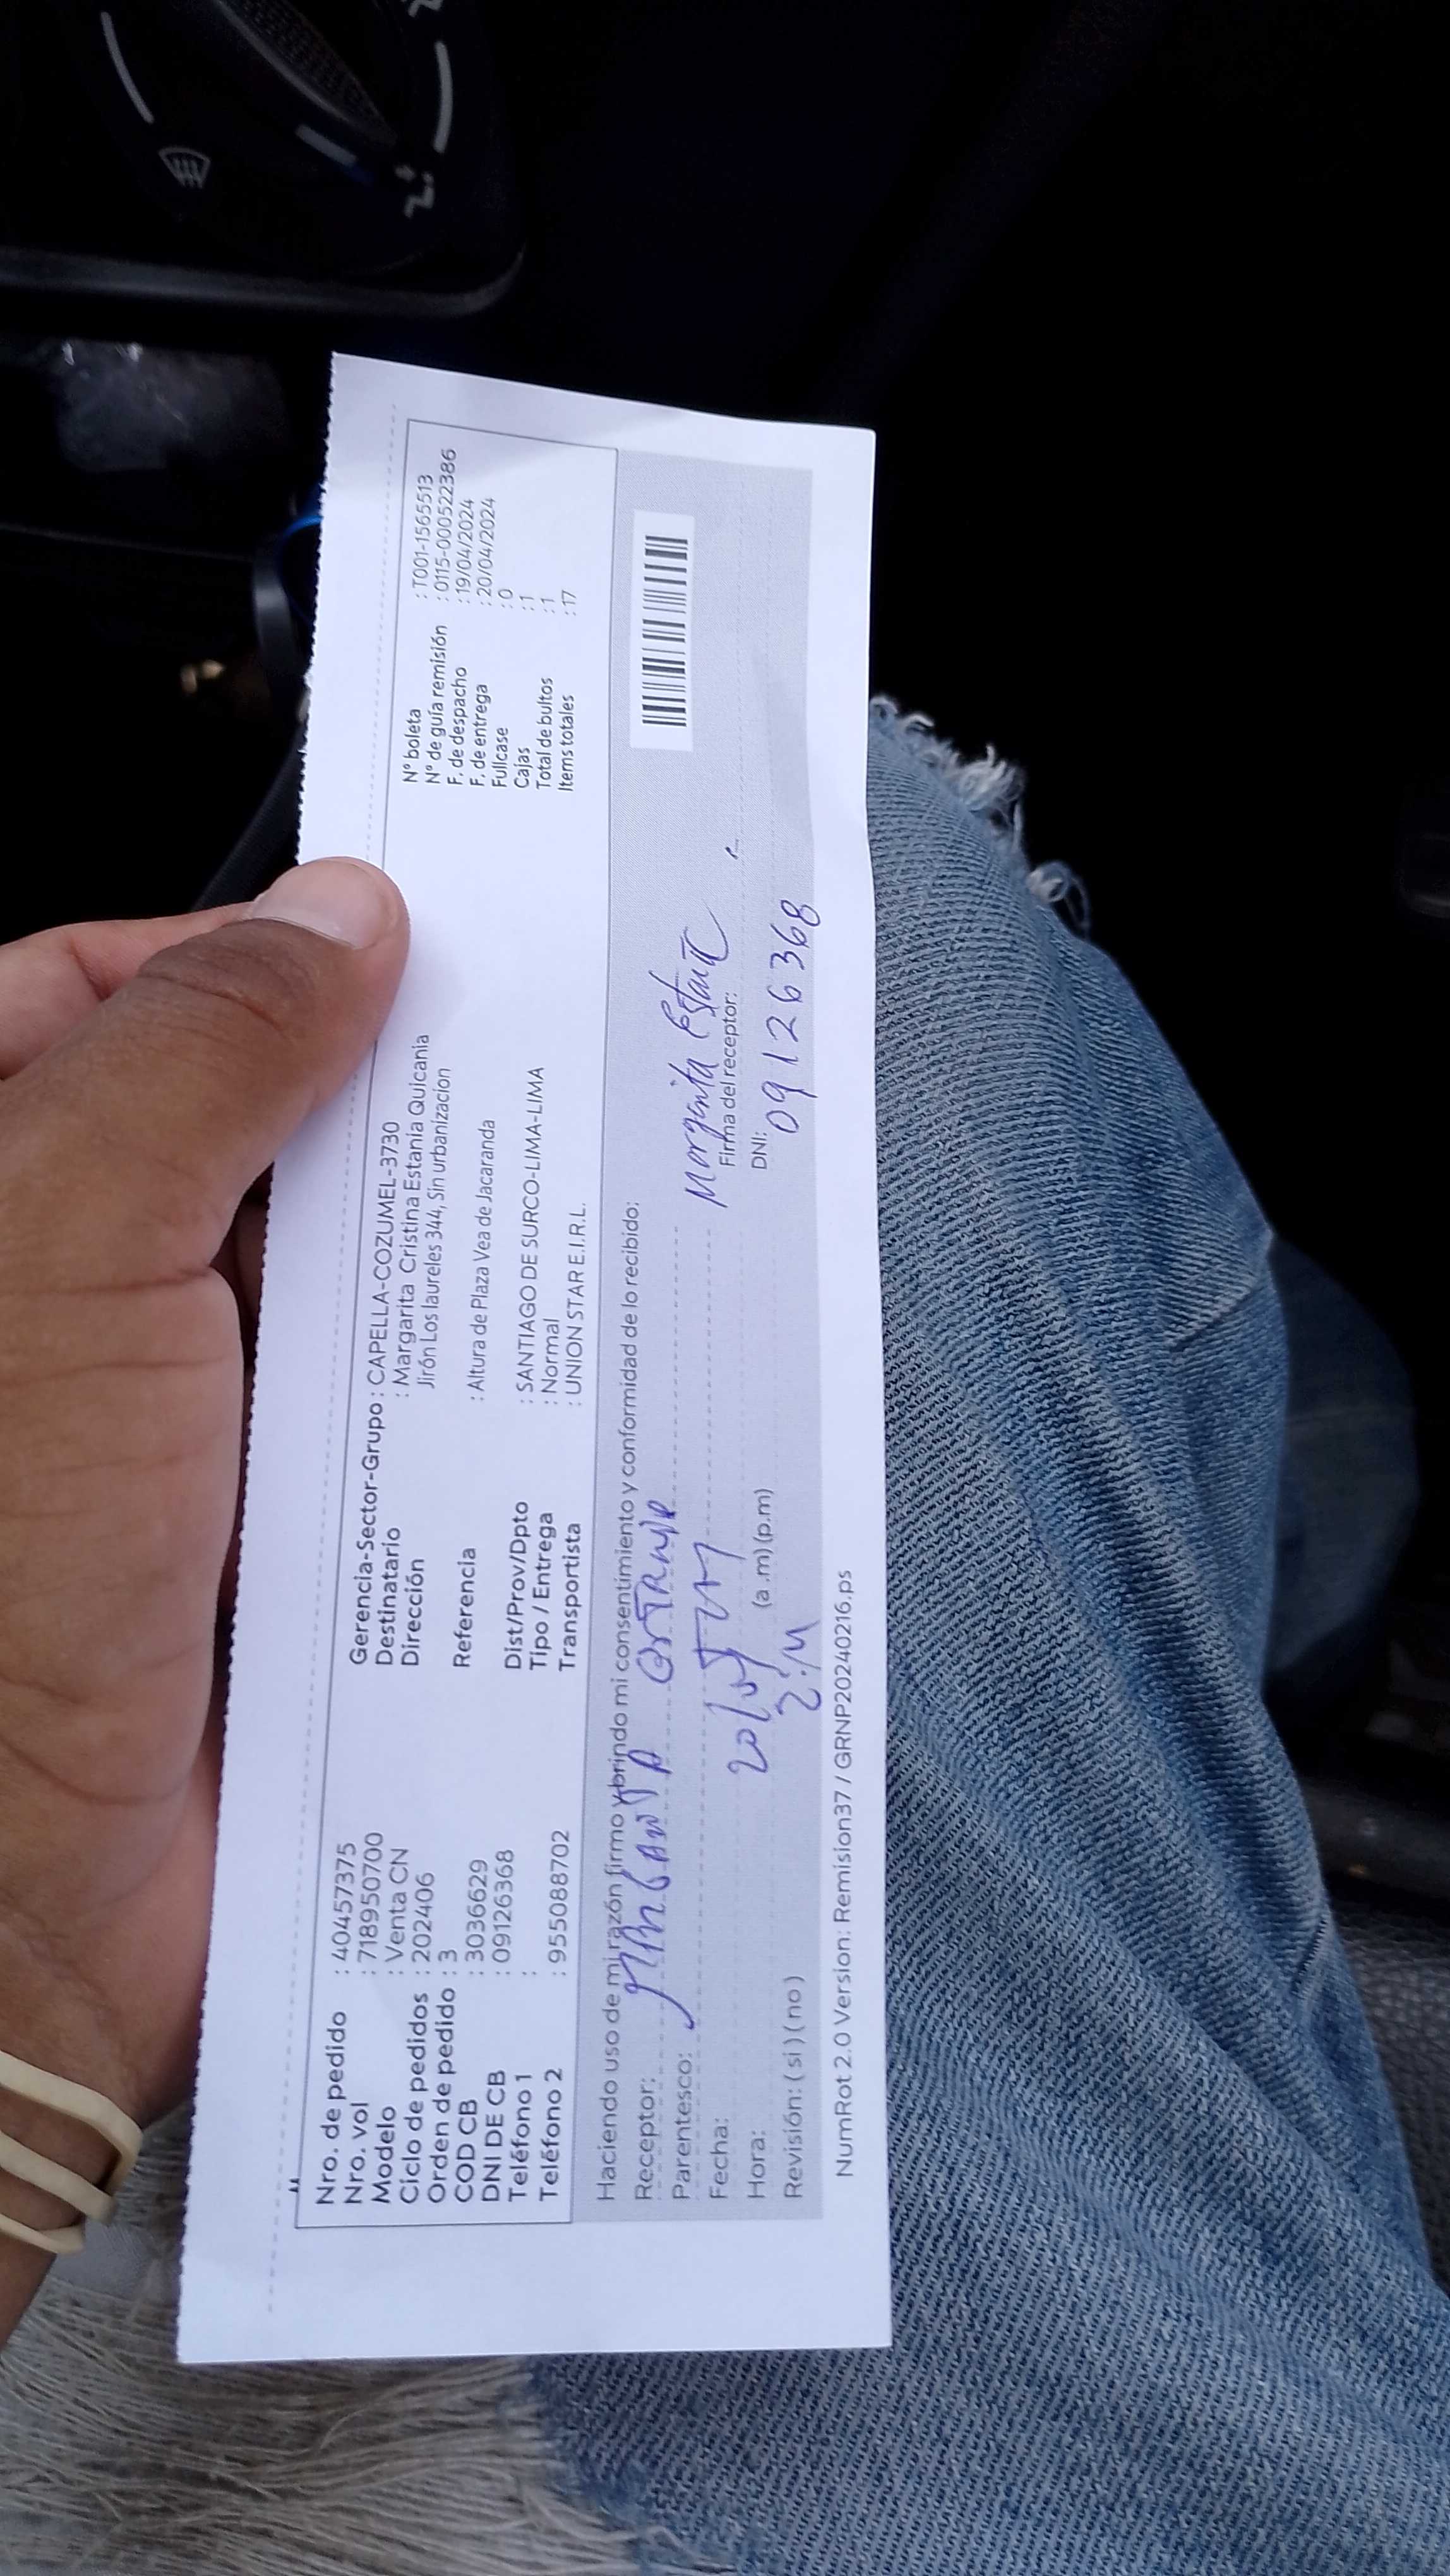 Nro. de pedido : 40457375
Nro. vol : 718950700
Modelo : Venta CN
Ciclo de pedidos : 202406
Orden de pedido : 3
COD CB : 3036629
DNI DE CB : 09126368
Teléfono 1 :
Teléfono 2 : 955088702
Gerencia-Sector-Grupo : CAPELLA-COZUMEL-3730
Destinatario : Margarita Cristina Estania Quicania
Dirección Jirón Los laureles 344, Sin urbanizacion
Referencia : Altura de Plaza Vea de Jacaranda
Dist/Prov/Dpto : SANTIAGO DE SURCO-LIMA-LIMA
Tipo / Entrega : Normal
Transportista : UNION STAR E.I.R.L.
N° boleta : T001-1565513
N° de guía remisión : 0115-000522386
F. de despacho : 19/04/2024
F. de entrega : 20/04/2024
Fullcase : 0
Cajas : 1
Total de bultos : 1
Items totales : 17
Haciendo uso de mi razón firmo y brindo mi consentimiento y conformidad de lo recibido:
Receptor:
Parentesco:
Fecha:
Hora: (a .m) (p.m)
Revisión: ( si ) ( no )
Firma del receptor:
DNI: 09126368
NumRot 2.0 Version: Remision37 / GRNP20240216.ps